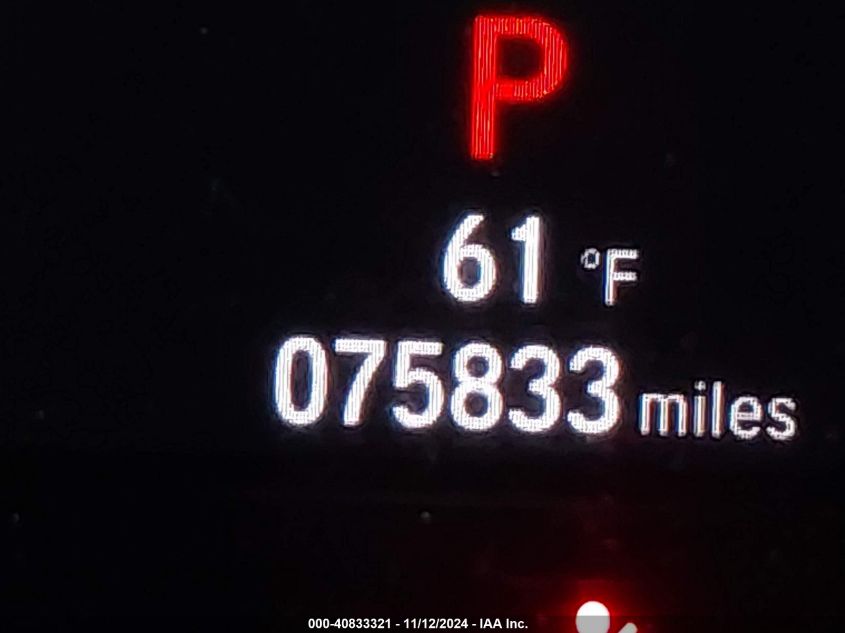 P
61 °F
075833 miles
000-40833321 - 11/12/2024 - IAA Inc.